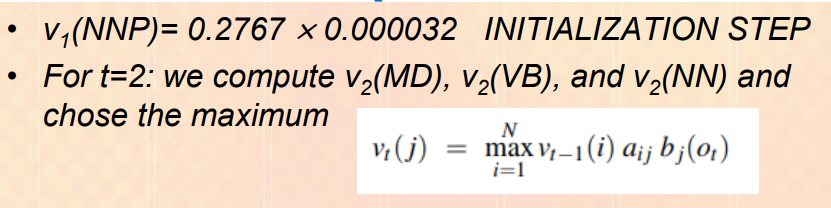 • v₁(NNP)= 0.2767 × 0.000032 INITIALIZATION STEP
• For t=2: we compute v₂(MD), v₂(VB), and v₂(NN) and
chose the maximum
vₜ(j) = max_{i=1}^{N} vₜ₋₁(i) aᵢⱼ bⱼ(oₜ)